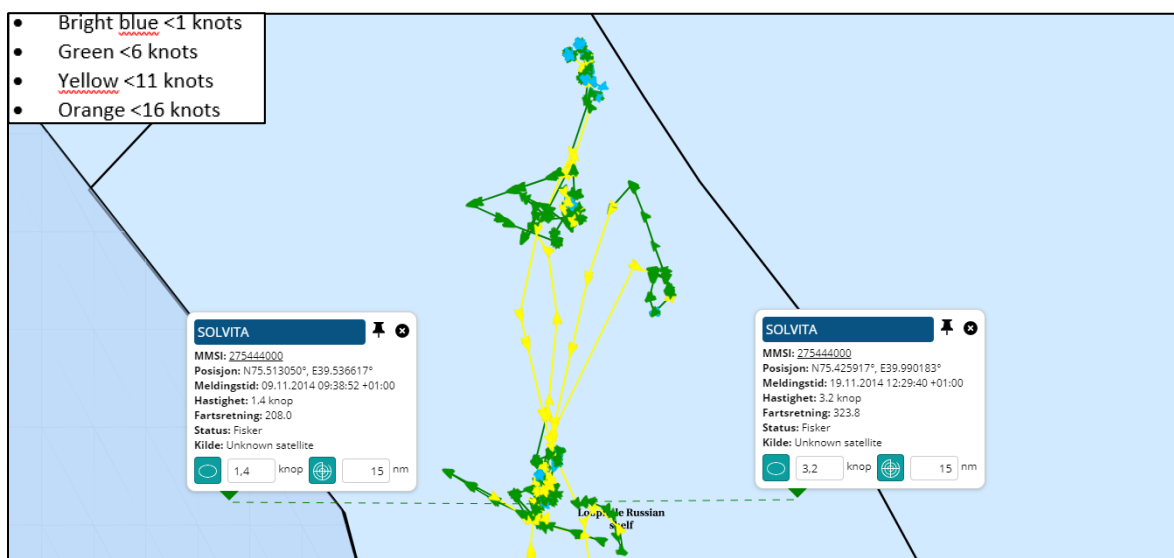 Bright blue <1 knots
Green <6 knots
Yellow <11 knots
Orange <16 knots
SOLVITA
MMSI: 275444000
Posisjon: N75.513050°, E39.536617°
Meldingstid: 09.11.2014 09:38:52 +01:00
Hastighet: 1.4 knop
Fartsretning: 208.0
Status: Fisker
Kilde: Unknown satellite
1,4 knop 15 nm
SOLVITA
MMSI: 275444000
Posisjon: N75.425917°, E39.990183°
Meldingstid: 19.11.2014 12:29:40 +01:00
Hastighet: 3.2 knop
Fartsretning: 323.8
Status: Fisker
Kilde: Unknown satellite
3,2 knop 15 nm
Russian
shelf